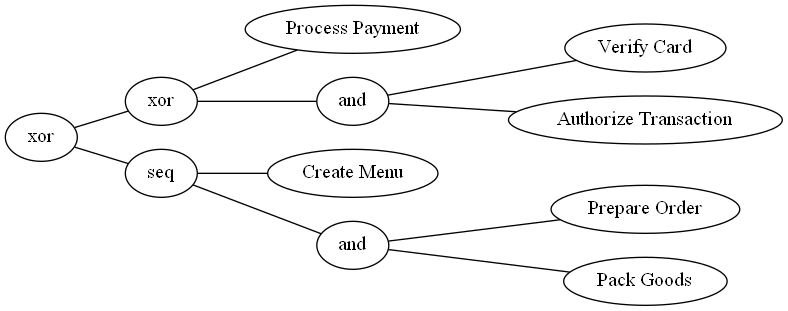 Process Payment
Verify Card
xor
and
Authorize Transaction
xor
seq
Create Menu
Prepare Order
and
Pack Goods